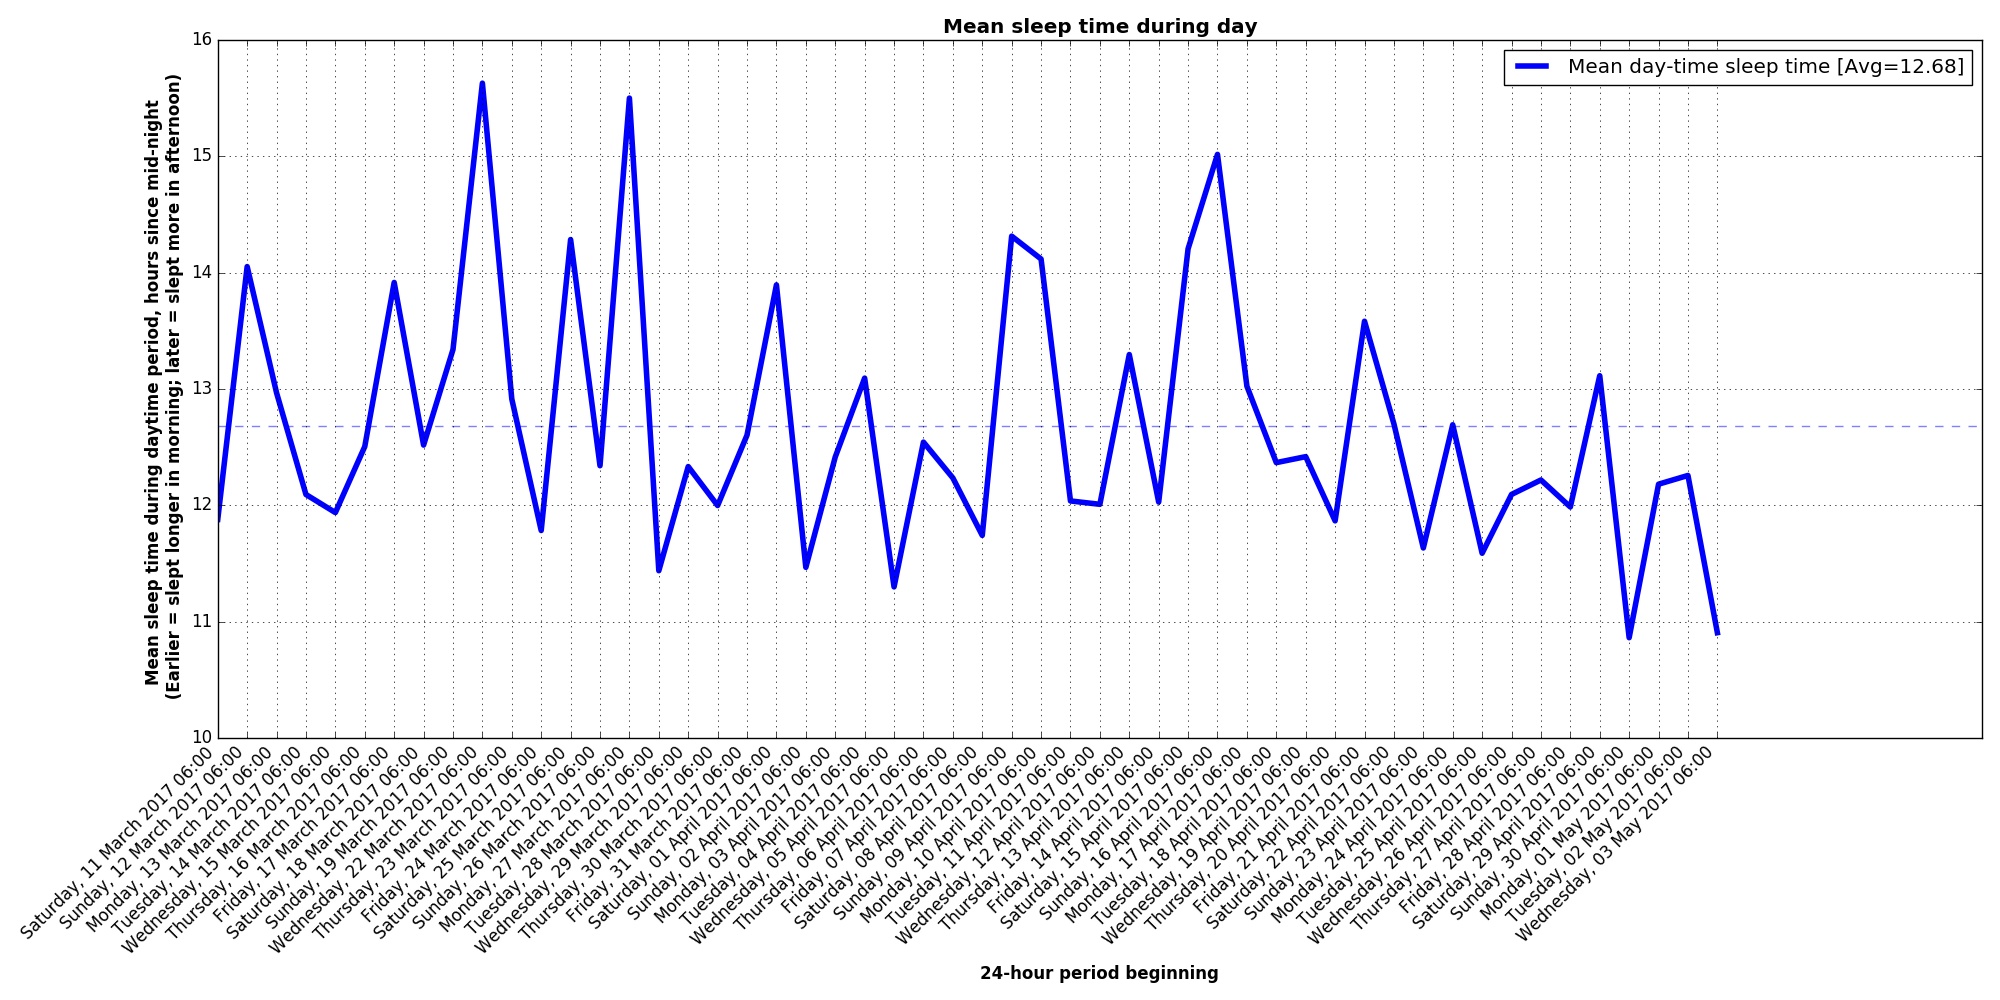 Mean sleep time during day
Mean day-time sleep time [Avg=12.68]
Mean sleep time during daytime period, hours since mid-night
(Earlier = slept longer in morning; later = slept more in afternoon)
16
15
14
13
12
11
10
Saturday, 11 March 2017 06:00
Sunday, 12 March 2017 06:00
Monday, 13 March 2017 06:00
Tuesday, 14 March 2017 06:00
Wednesday, 15 March 2017 06:00
Thursday, 16 March 2017 06:00
Friday, 17 March 2017 06:00
Saturday, 18 March 2017 06:00
Sunday, 19 March 2017 06:00
Wednesday, 22 March 2017 06:00
Thursday, 23 March 2017 06:00
Friday, 24 March 2017 06:00
Saturday, 25 March 2017 06:00
Sunday, 26 March 2017 06:00
Monday, 27 March 2017 06:00
Tuesday, 28 March 2017 06:00
Wednesday, 29 March 2017 06:00
Thursday, 30 March 2017 06:00
Friday, 31 March 2017 06:00
Saturday, 01 April 2017 06:00
Sunday, 02 April 2017 06:00
Monday, 03 April 2017 06:00
Tuesday, 04 April 2017 06:00
Wednesday, 05 April 2017 06:00
Thursday, 06 April 2017 06:00
Friday, 07 April 2017 06:00
Saturday, 08 April 2017 06:00
Sunday, 09 April 2017 06:00
Monday, 10 April 2017 06:00
Tuesday, 11 April 2017 06:00
Wednesday, 12 April 2017 06:00
Thursday, 13 April 2017 06:00
Friday, 14 April 2017 06:00
Saturday, 15 April 2017 06:00
Sunday, 16 April 2017 06:00
Monday, 17 April 2017 06:00
Tuesday, 18 April 2017 06:00
Wednesday, 19 April 2017 06:00
Thursday, 20 April 2017 06:00
Friday, 21 April 2017 06:00
Saturday, 22 April 2017 06:00
Sunday, 23 April 2017 06:00
Monday, 24 April 2017 06:00
Tuesday, 25 April 2017 06:00
Wednesday, 26 April 2017 06:00
Thursday, 27 April 2017 06:00
Friday, 28 April 2017 06:00
Saturday, 29 April 2017 06:00
Sunday, 30 April 2017 06:00
Monday, 01 May 2017 06:00
Tuesday, 02 May 2017 06:00
Wednesday, 03 May 2017 06:00
24-hour period beginning